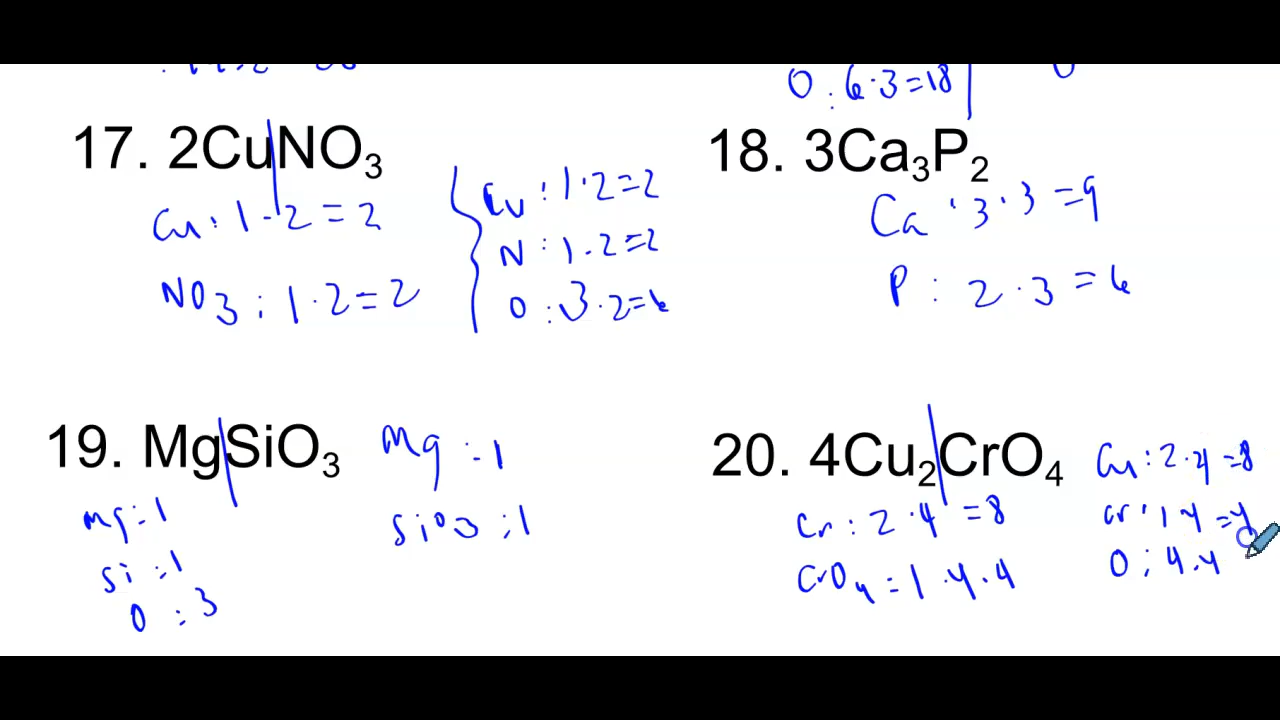 O : 6·3=18
17. 2CuNO₃
Cu : 1·2=2
NO₃ : 1·2=2
Cu : 1·2=2
N : 1·2=2
O : 3·2=6
18. 3Ca₃P₂
Ca · 3·3=9
P : 2·3=6
19. MgSiO₃
Mg : 1
SiO₃ : 1
Mg : 1
Si : 1
O : 3
20. 4Cu₂CrO₄
Cr : 2·4=8
CrO₄ = 1·4·4
Cu : 2·4=8
Cr : 1·4=4
O : 4·4